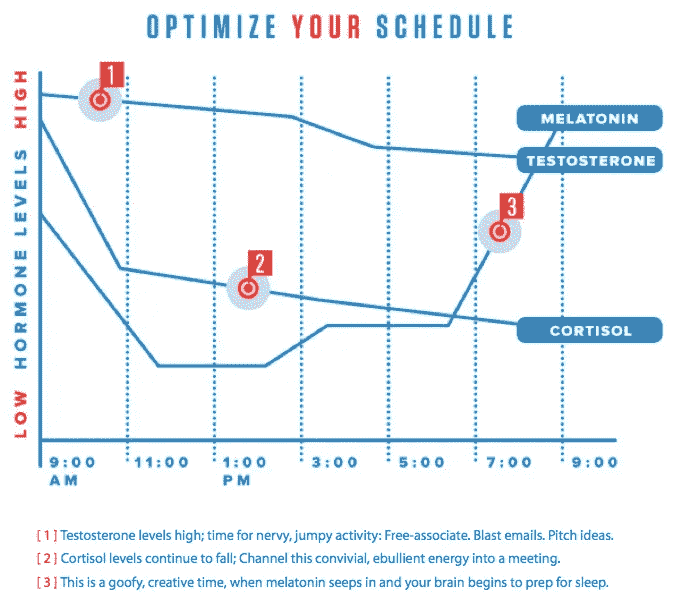 OPTIMIZE YOUR SCHEDULE
HIGH
HORMONE LEVELS
LOW
1
2
3
MELATONIN
TESTOSTERONE
CORTISOL
9:00 AM
11:00
1:00 PM
3:00
5:00
7:00
9:00
[ 1 ] Testosterone levels high; time for nervy, jumpy activity: Free-associate. Blast emails. Pitch ideas.
[ 2 ] Cortisol levels continue to fall; Channel this convivial, ebullient energy into a meeting.
[ 3 ] This is a goofy, creative time, when melatonin seeps in and your brain begins to prep for sleep.